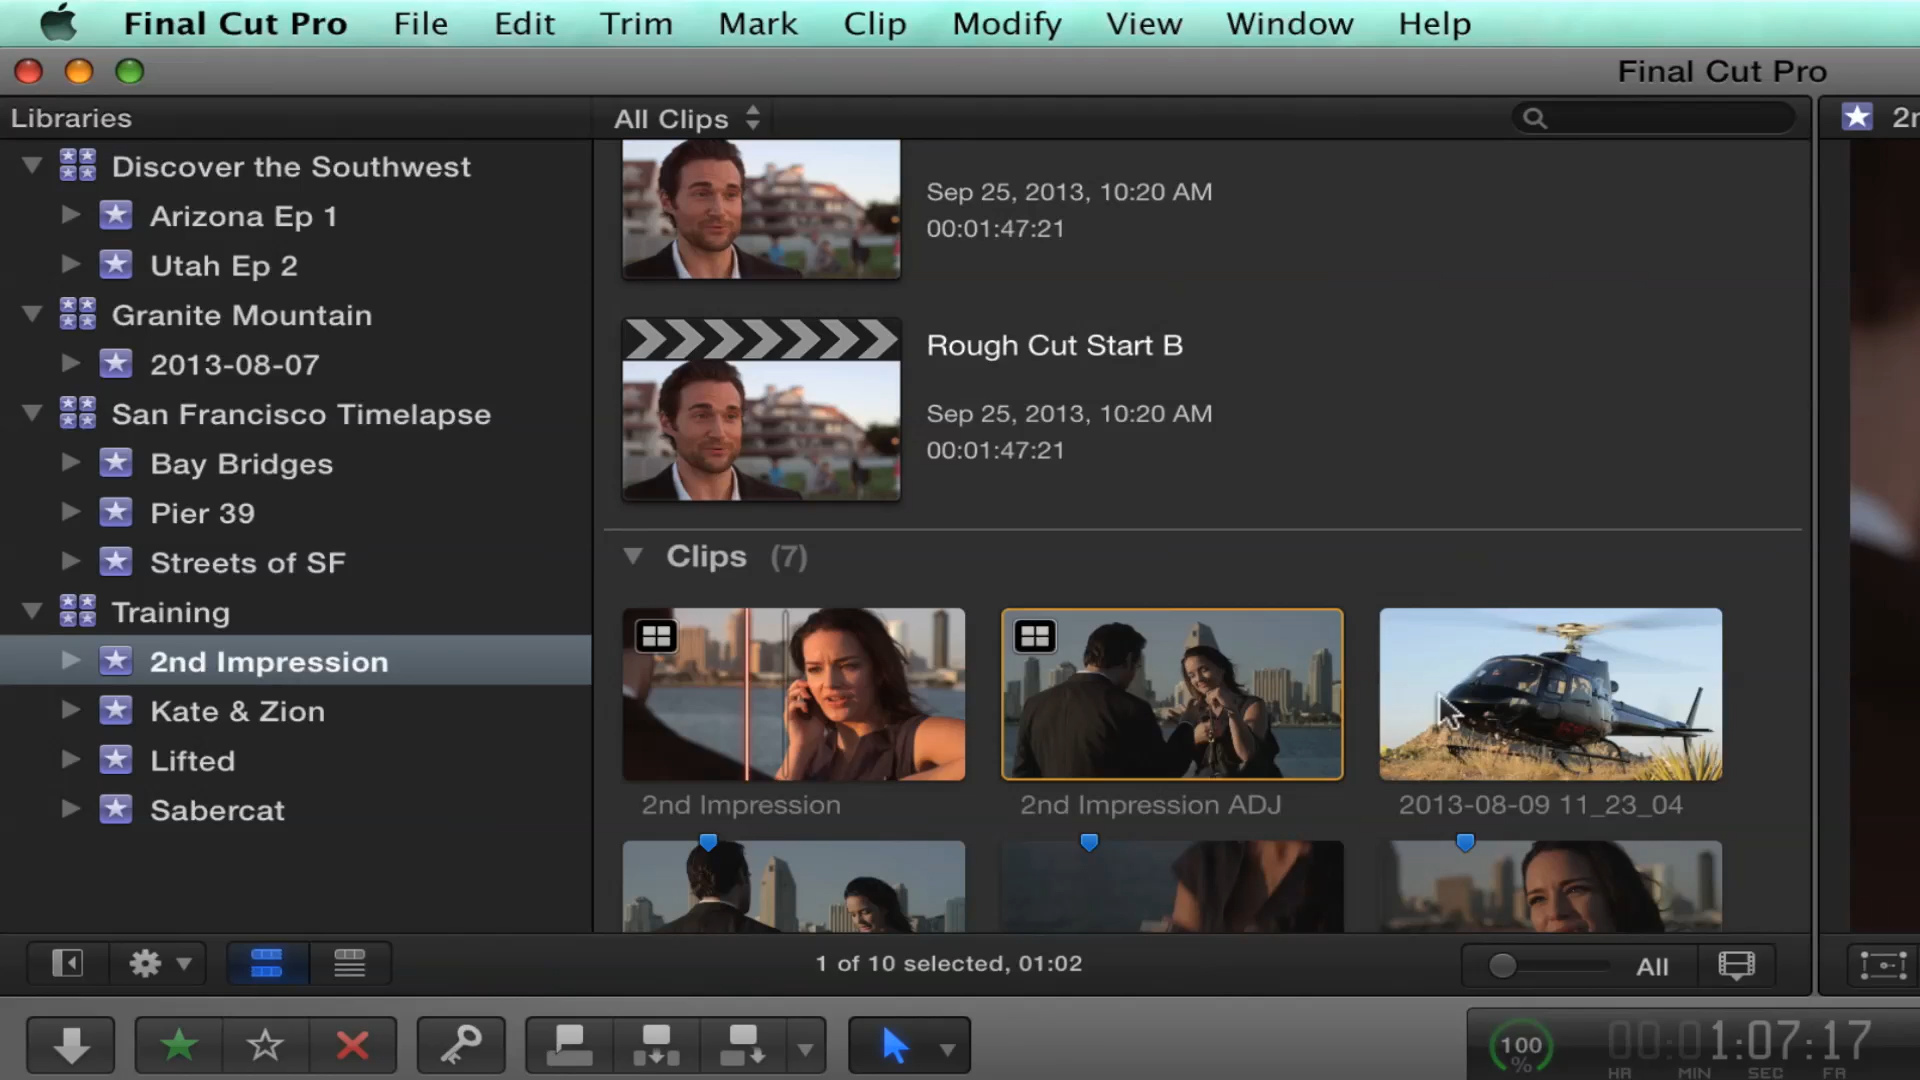 Final Cut Pro File Edit Trim Mark Clip Modify View Window Help
Final Cut Pro
Libraries
All Clips
Discover the Southwest
Arizona Ep 1
Utah Ep 2
Granite Mountain
2013-08-07
San Francisco Timelapse
Bay Bridges
Pier 39
Streets of SF
Training
2nd Impression
Kate & Zion
Lifted
Sabercat
Sep 25, 2013, 10:20 AM
00:01:47:21
Rough Cut Start B
Sep 25, 2013, 10:20 AM
00:01:47:21
Clips (7)
2nd Impression
2nd Impression ADJ
2013-08-09 11_23_04
1 of 10 selected, 01:02
All
100
%
00:01:07:17
HR MIN SEC FR